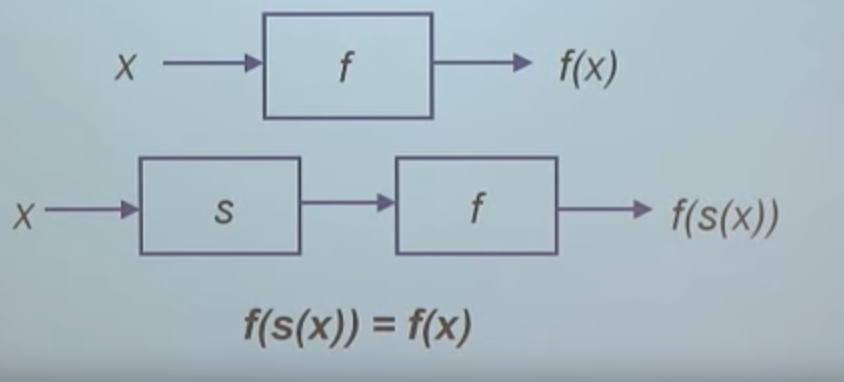 X f f(x)
X s f f(s(x))
f(s(x)) = f(x)